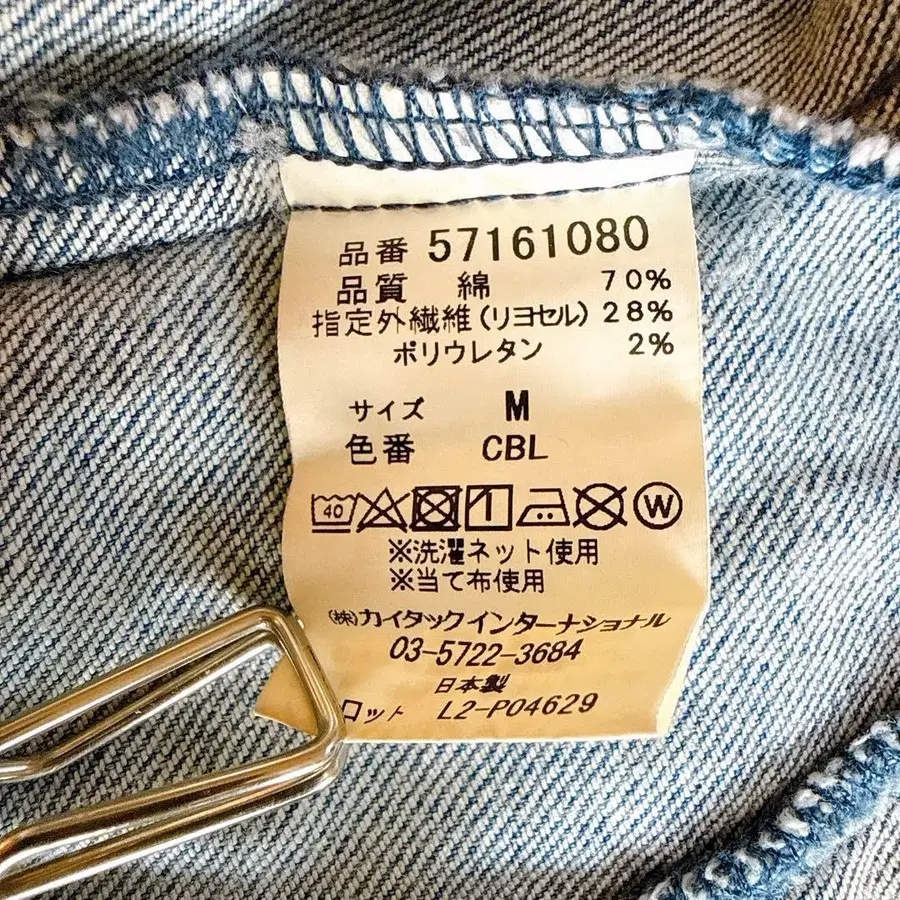 品番 57161080
品質 綿 70%
指定外繊維(リヨセル) 28%
ポリウレタン 2%
サイズ M
色番 CBL
40 W
※洗濯ネット使用
※当て布使用
(株)カイタックインターナショナル
03-5722-3684
日本製
ロット L2-P04629